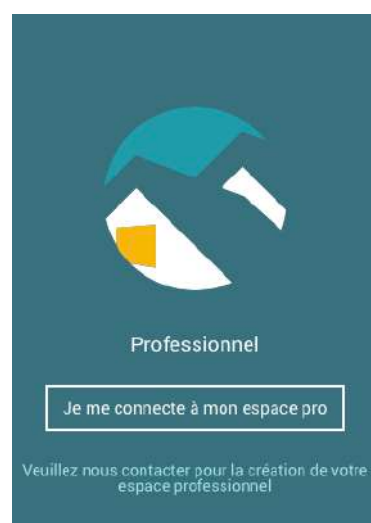 Professionnel
Je me connecte à mon espace pro
Veuillez nous contacter pour la création de votre
espace professionnel